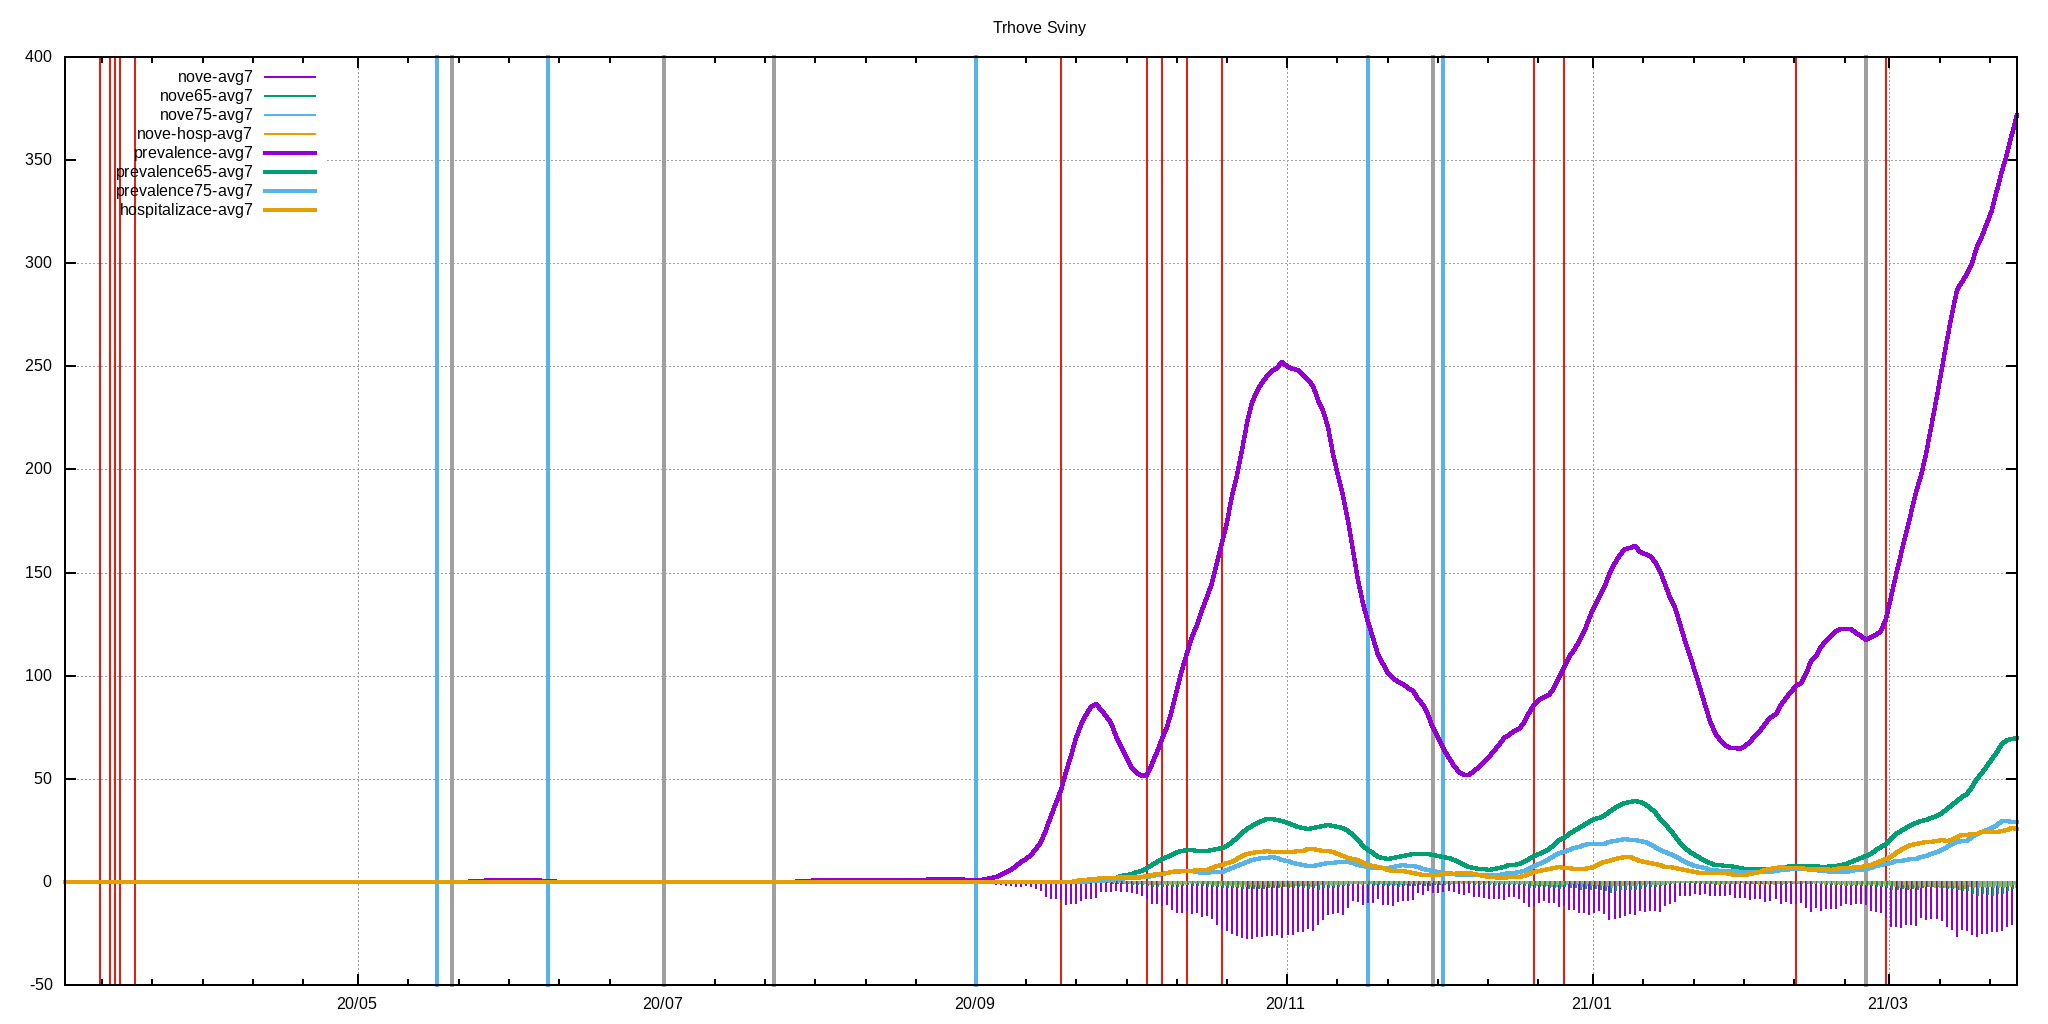 Trhove Sviny
400
350
300
250
200
150
100
50
0
-50
nove-avg7
nove65-avg7
nove75-avg7
nove-hosp-avg7
prevalence-avg7
prevalence65-avg7
prevalence75-avg7
hospitalizace-avg7
20/05 20/07 20/09 20/11 21/01 21/03